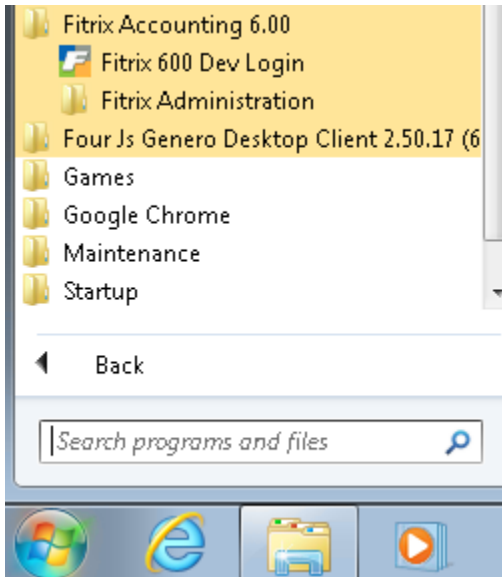 Fitrix Accounting 6.00
Fitrix 600 Dev Login
Fitrix Administration
Four Js Genero Desktop Client 2.50.17 (6
Games
Google Chrome
Maintenance
Startup
Back
Search programs and files